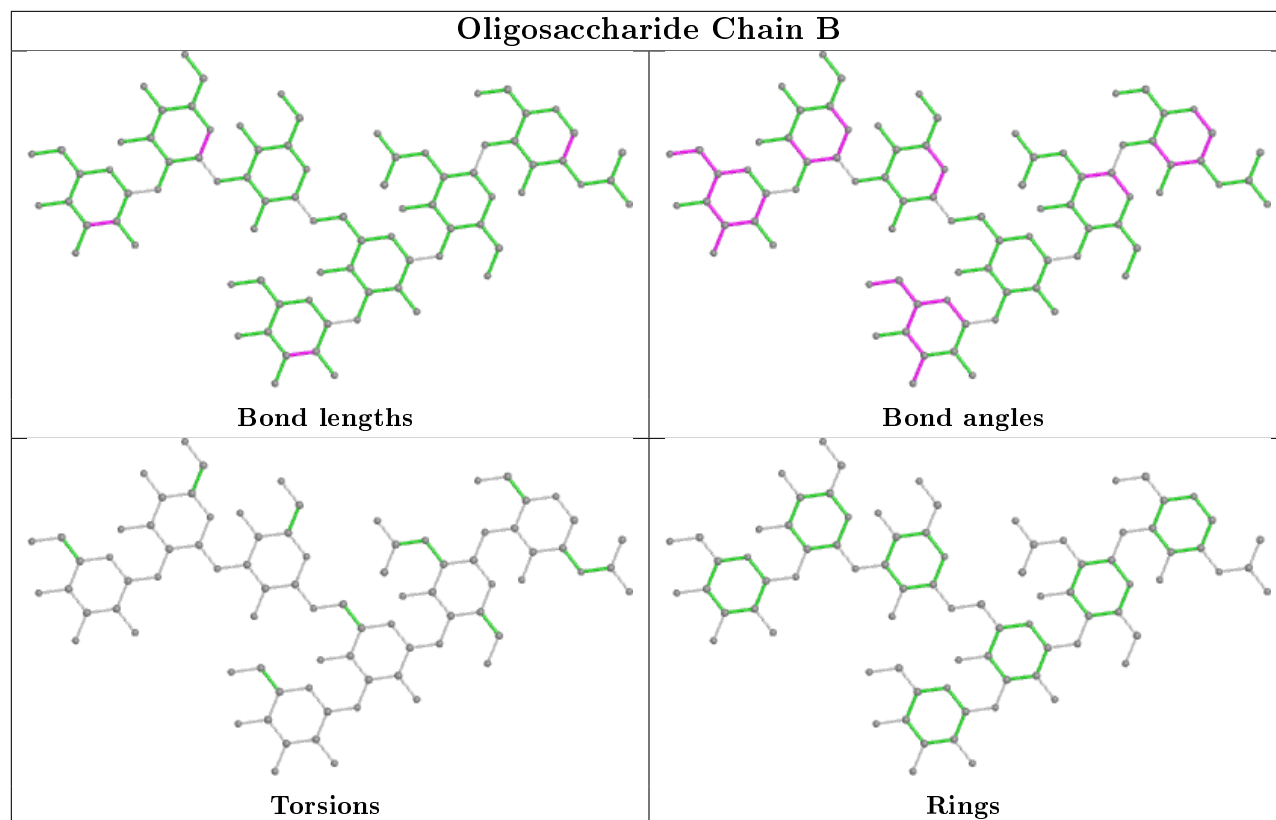 Oligosaccharide Chain B
Bond lengths
Bond angles
Torsions
Rings